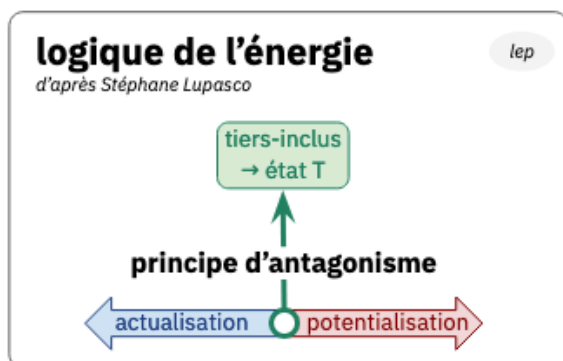 logique de l’énergie
lep
d’après Stéphane Lupasco
tiers-inclus
→ état T
principe d’antagonisme
actualisation
potentialisation